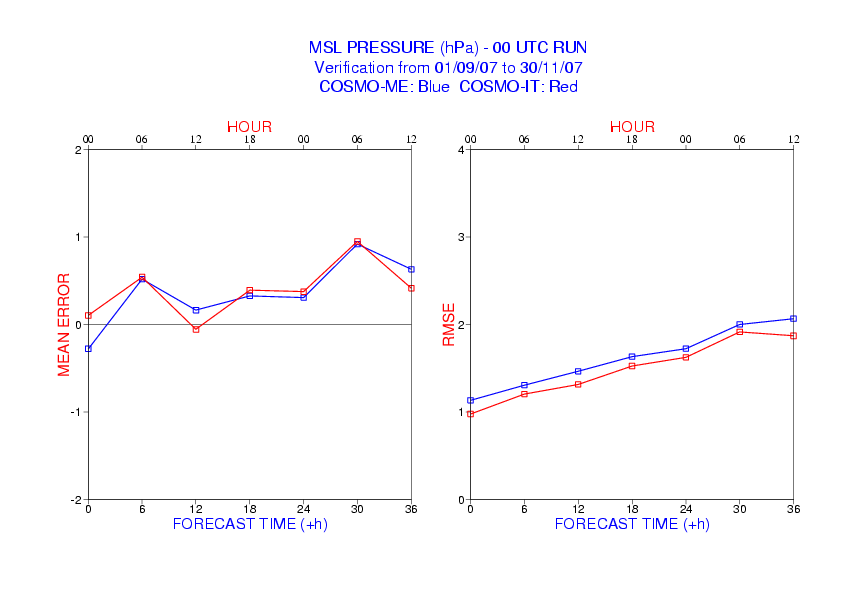 MSL PRESSURE (hPa) - 00 UTC RUN
Verification from 01/09/07 to 30/11/07
COSMO-ME: Blue  COSMO-IT: Red
HOUR
00 06 12 18 00 06 12
2
1
0
-1
-2
MEAN ERROR
0 6 12 18 24 30 36
FORECAST TIME (+h)
HOUR
00 06 12 18 00 06 12
4
3
2
1
0
RMSE
0 6 12 18 24 30 36
FORECAST TIME (+h)